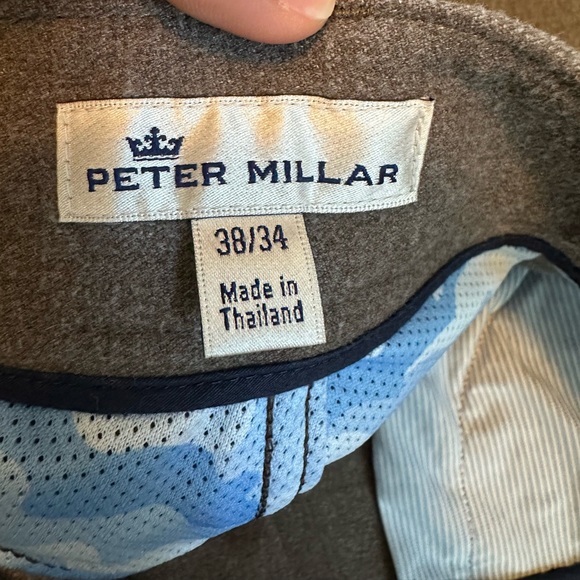 PETER MILLAR
38/34
Made in
Thailand